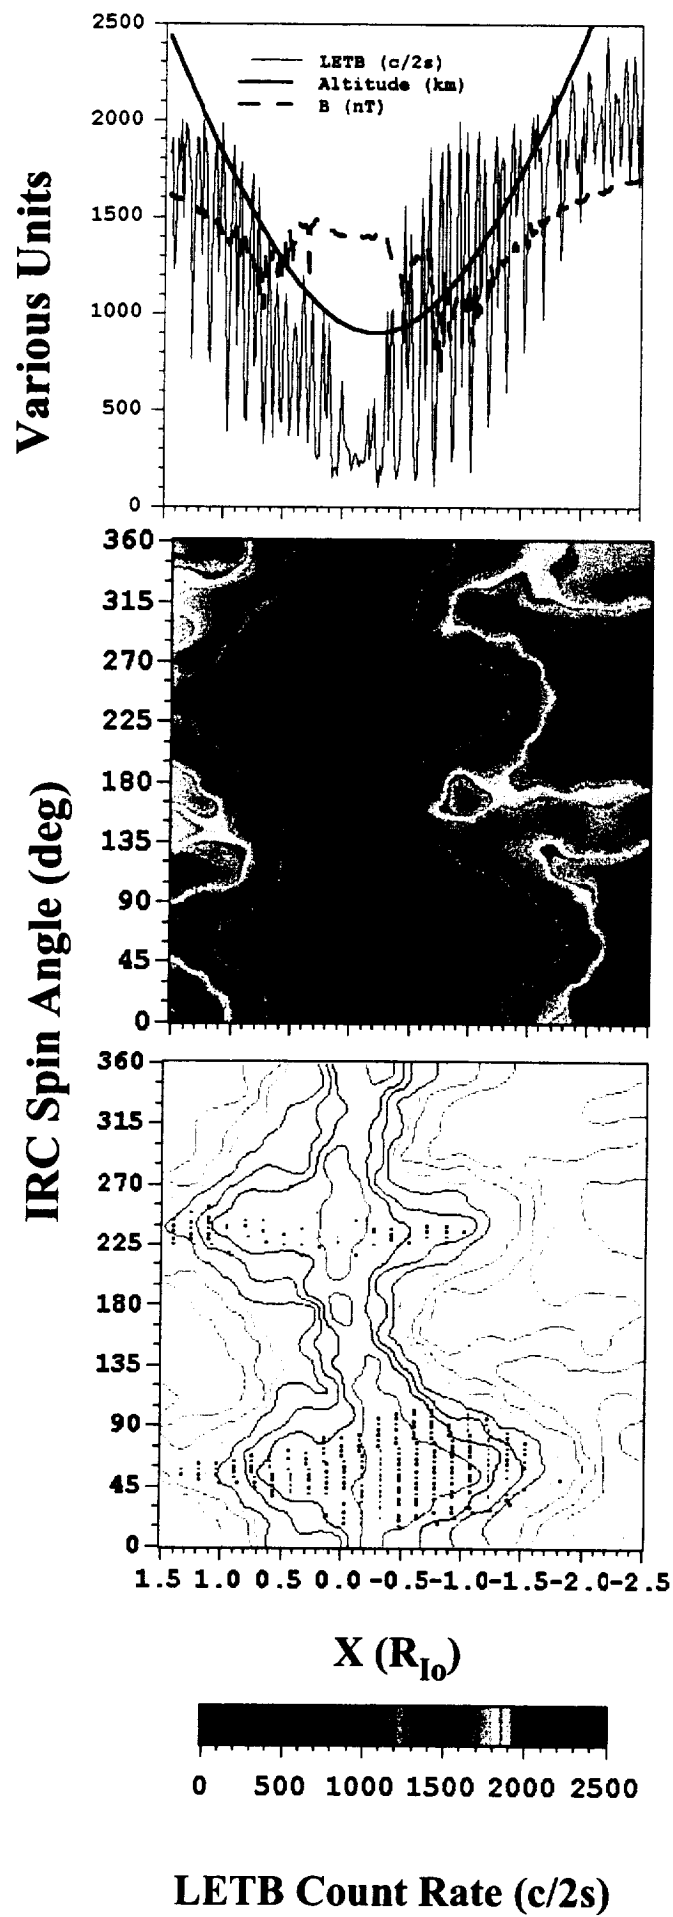 2500
2000
1500
1000
500
0
Various Units
LETB (c/2s)
Altitude (km)
B (nT)
360
315
270
225
180
135
90
45
0
IRC Spin Angle (deg)
360
315
270
225
180
135
90
45
0
1.5 1.0 0.5 0.0 -0.5 -1.0 -1.5 -2.0 -2.5
X (R_Io)
0 500 1000 1500 2000 2500
LETB Count Rate (c/2s)